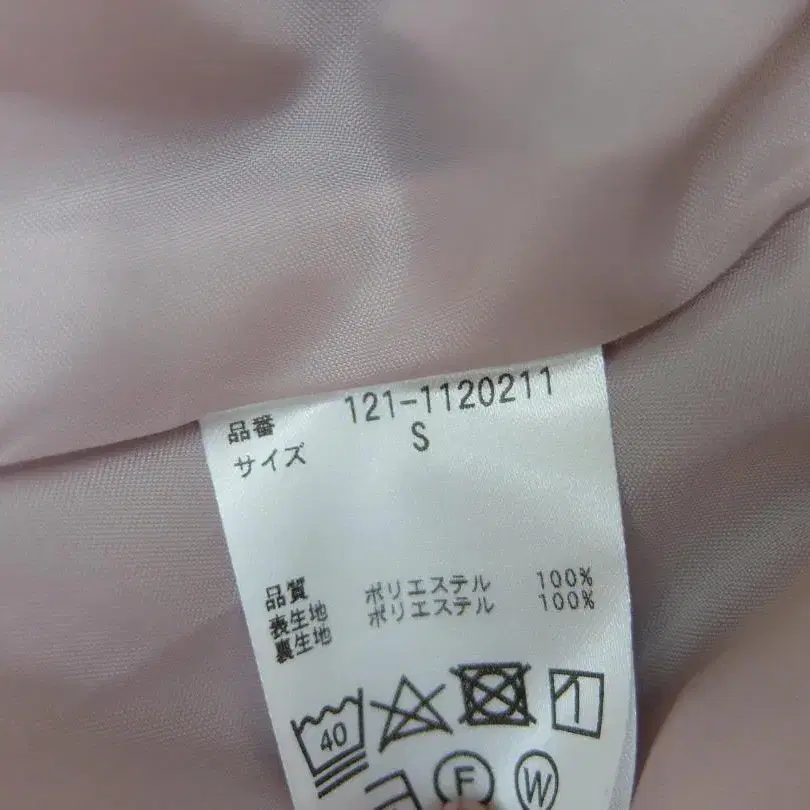 品番 121-1120211
サイズ S
品質
表生地 ポリエステル 100%
裏生地 ポリエステル 100%
40
F W